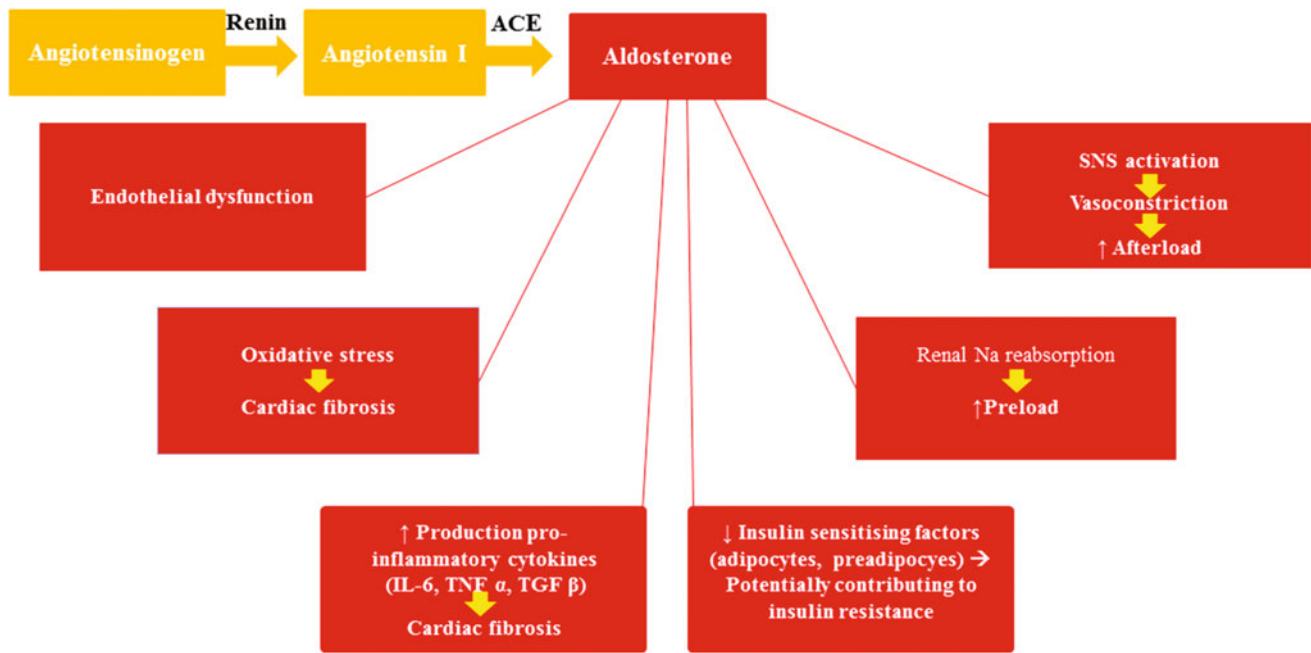 Renin
ACE
Angiotensinogen
Angiotensin I
Aldosterone
Endothelial dysfunction
SNS activation
Vasoconstriction
↑ Afterload
Oxidative stress
Cardiac fibrosis
Renal Na reabsorption
↑Preload
↑ Production pro-
inflammatory cytokines
(IL-6, TNF α, TGF β)
Cardiac fibrosis
↓ Insulin sensitising factors
(adipocytes, preadipocyes) →
Potentially contributing to
insulin resistance